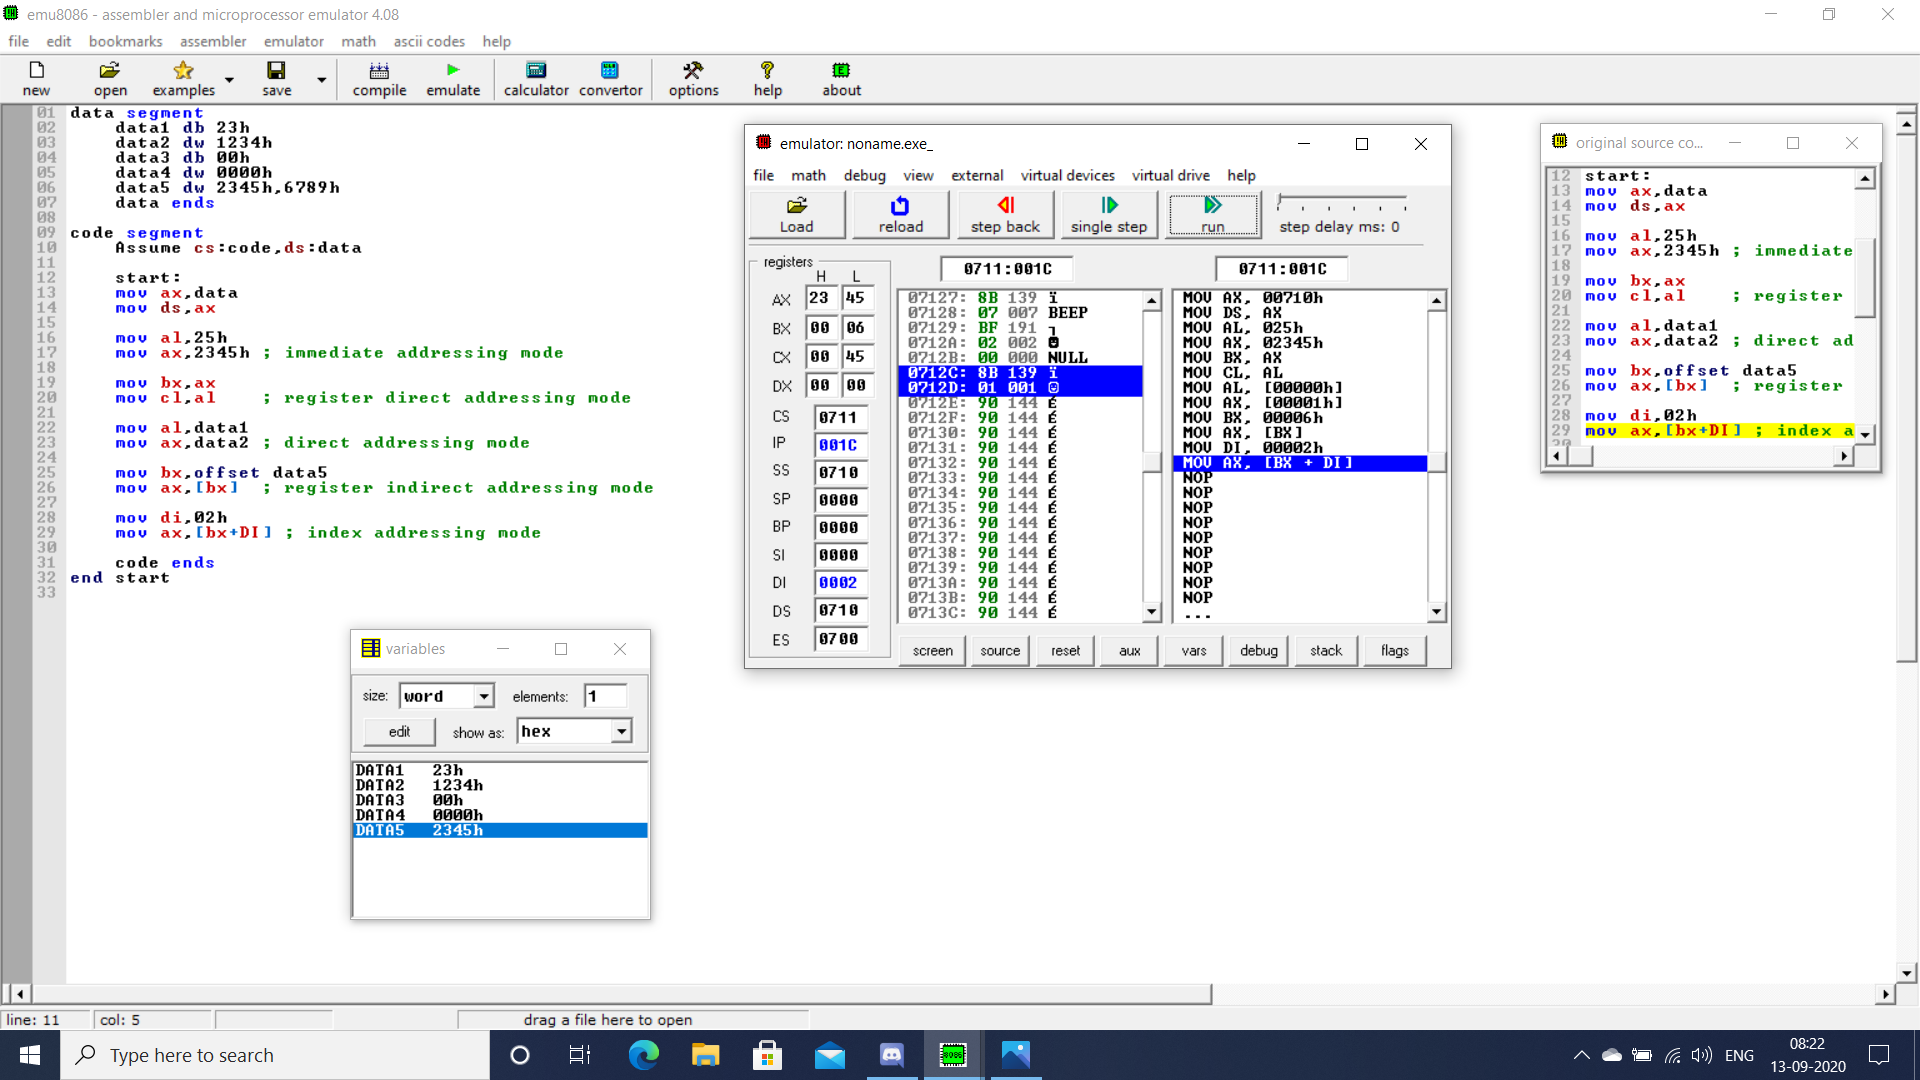 emu8086 - assembler and microprocessor emulator 4.08
file edit bookmarks assembler emulator math ascii codes help
new open examples save compile emulate calculator convertor options help about
01 data segment
02 data1 db 23h
03 data2 dw 1234h
04 data3 db 00h
05 data4 dw 0000h
06 data5 dw 2345h,6789h
07 data ends
08
09 code segment
10 Assume cs:code,ds:data
11
12 start:
13 mov ax,data
14 mov ds,ax
15
16 mov al,25h
17 mov ax,2345h ; immediate addressing mode
18
19 mov bx,ax
20 mov cl,al ; register direct addressing mode
21
22 mov al,data1
23 mov ax,data2 ; direct addressing mode
24
25 mov bx,offset data5
26 mov ax,[bx] ; register indirect addressing mode
27
28 mov di,02h
29 mov ax,[bx+DI] ; index addressing mode
30
31 code ends
32 end start
33
emulator: noname.exe_
file math debug view external virtual devices virtual drive help
Load reload step back single step run step delay ms: 0
registers
H L
AX 23 45
BX 00 06
CX 00 45
DX 00 00
CS 0711
IP 001C
SS 0710
SP 0000
BP 0000
SI 0000
DI 0002
DS 0710
ES 0700
0711:001C
07127: 8B 139 ï
07128: 07 007 BEEP
07129: BF 191 ┐
0712A: 02 002 ☻
0712B: 00 000 NULL
0712C: 8B 139 ï
0712D: 01 001 ☺
0712E: 90 144 É
0712F: 90 144 É
07130: 90 144 É
07131: 90 144 É
07132: 90 144 É
07133: 90 144 É
07134: 90 144 É
07135: 90 144 É
07136: 90 144 É
07137: 90 144 É
07138: 90 144 É
07139: 90 144 É
0713A: 90 144 É
0713B: 90 144 É
0713C: 90 144 É
0711:001C
MOV AX, 00710h
MOV DS, AX
MOV AL, 025h
MOV AX, 02345h
MOV BX, AX
MOV CL, AL
MOV AL, [00000h]
MOV AX, [00001h]
MOV BX, 00006h
MOV AX, [BX]
MOV DI, 00002h
MOV AX, [BX + DI]
NOP
NOP
NOP
NOP
NOP
NOP
NOP
NOP
NOP
...
screen source reset aux vars debug stack flags
original source co...
12 start:
13 mov ax,data
14 mov ds,ax
15
16 mov al,25h
17 mov ax,2345h ; immediate
18
19 mov bx,ax
20 mov cl,al ; register
21
22 mov al,data1
23 mov ax,data2 ; direct ad
24
25 mov bx,offset data5
26 mov ax,[bx] ; register
27
28 mov di,02h
29 mov ax,[bx+DI] ; index a
variables
size: word elements: 1
edit show as: hex
DATA1 23h
DATA2 1234h
DATA3 00h
DATA4 0000h
DATA5 2345h
line: 11 col: 5 drag a file here to open
Type here to search
8086
ENG
08:22
13-09-2020